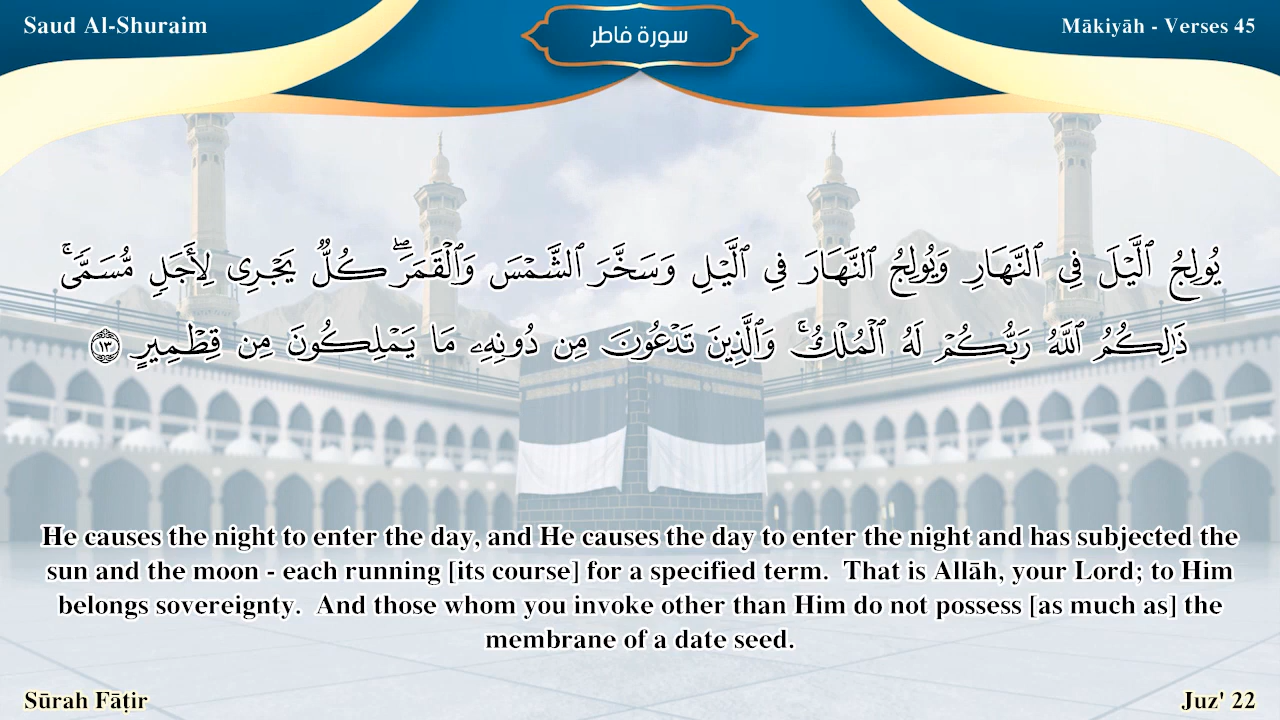 Saud Al-Shuraim
سورة فاطر
Mākiyāh - Verses 45
يُولِجُ ٱلَّيْلَ فِى ٱلنَّهَارِ وَيُولِجُ ٱلنَّهَارَ فِى ٱلَّيْلِ وَسَخَّرَ ٱلشَّمْسَ وَٱلْقَمَرَ ۖ كُلٌّ يَجْرِى لِأَجَلٍ مُّسَمًّى ۚ
ذَٰلِكُمُ ٱللَّهُ رَبُّكُمْ لَهُ ٱلْمُلْكُ ۚ وَٱلَّذِينَ تَدْعُونَ مِن دُونِهِۦ مَا يَمْلِكُونَ مِن قِطْمِيرٍ ١٣
He causes the night to enter the day, and He causes the day to enter the night and has subjected the
sun and the moon - each running [its course] for a specified term.  That is Allāh, your Lord; to Him
belongs sovereignty.  And those whom you invoke other than Him do not possess [as much as] the
membrane of a date seed.
Sūrah Fāṭir
Juz' 22